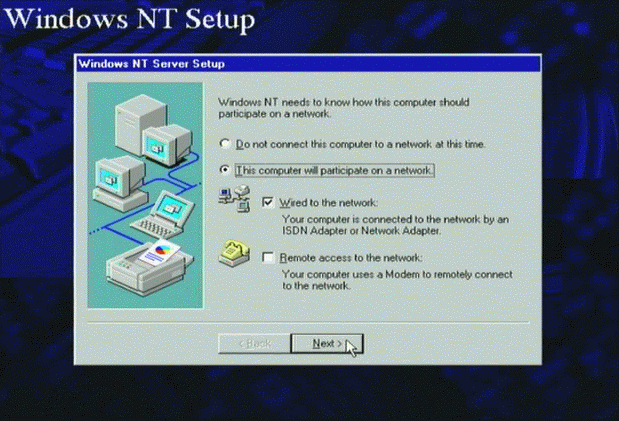 Windows NT Setup
Windows NT Server Setup
Windows NT needs to know how this computer should
participate on a network.
Do not connect this computer to a network at this time.
This computer will participate on a network.
Wired to the network:
Your computer is connected to the network by an
ISDN Adapter or Network Adapter.
Remote access to the network:
Your computer uses a Modem to remotely connect
to the network.
< Back
Next >